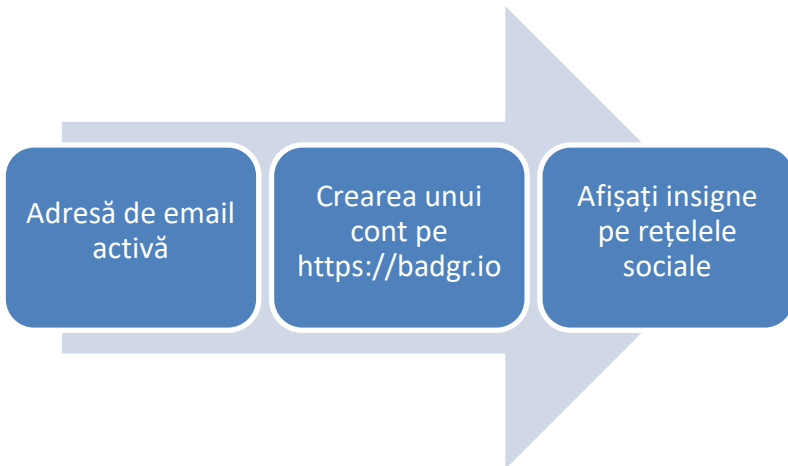 Adresă de email
activă
Crearea unui
cont pe
https://badgr.io
Afișați insigne
pe rețelele
sociale